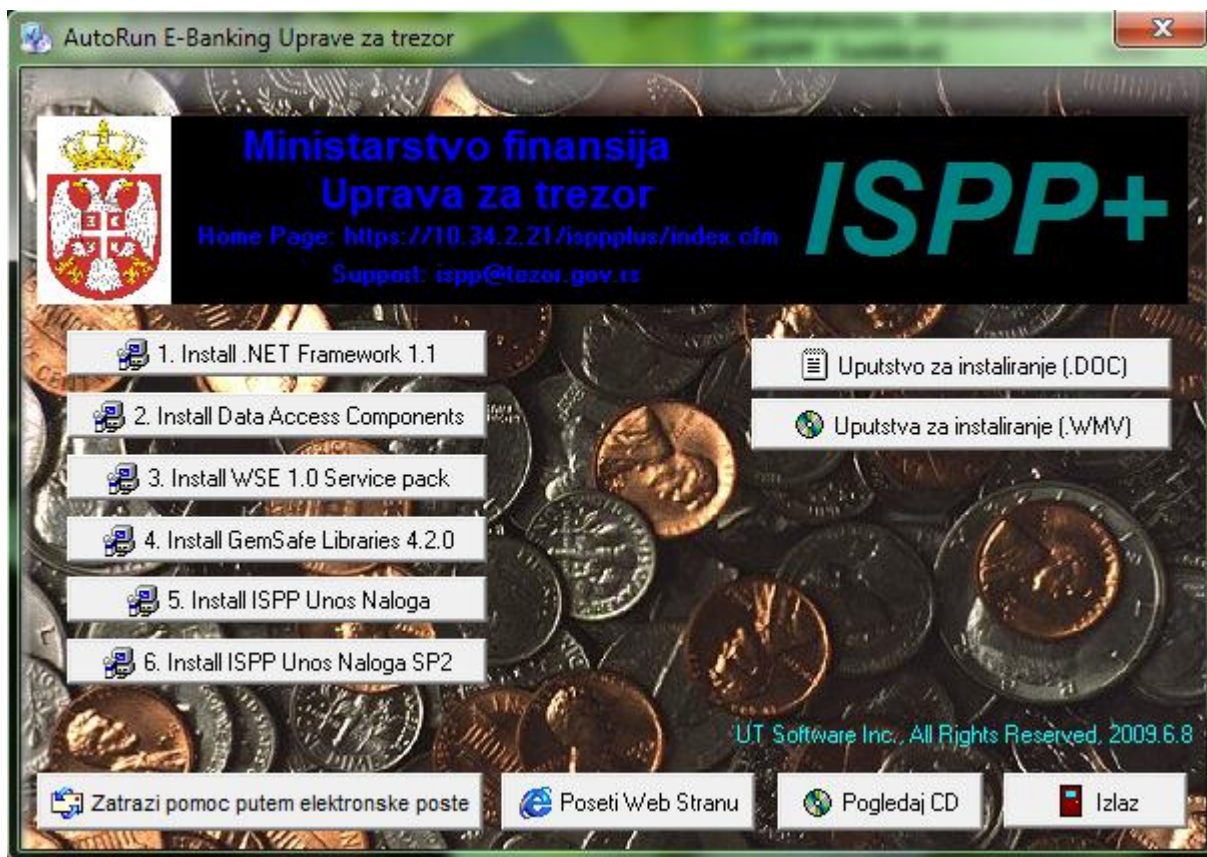 AutoRun E-Banking Uprave za trezor
Ministarstvo finansija
Uprava za trezor
Home Page: https://10.34.2.21/isppplus/index.cfm
Support: ispp@tezor.gov.rs
ISPP+
1. Install .NET Framework 1.1
2. Install Data Access Components
3. Install WSE 1.0 Service pack
4. Install GemSafe Libraries 4.2.0
5. Install ISPP Unos Naloga
6. Install ISPP Unos Naloga SP2
Uputstvo za instaliranje (.DOC)
Uputstva za instaliranje (.WMV)
UT Software Inc., All Rights Reserved, 2009.6.8
Zatrazi pomoc putem elektronske poste
Poseti Web Stranu
Pogledaj CD
Izlaz